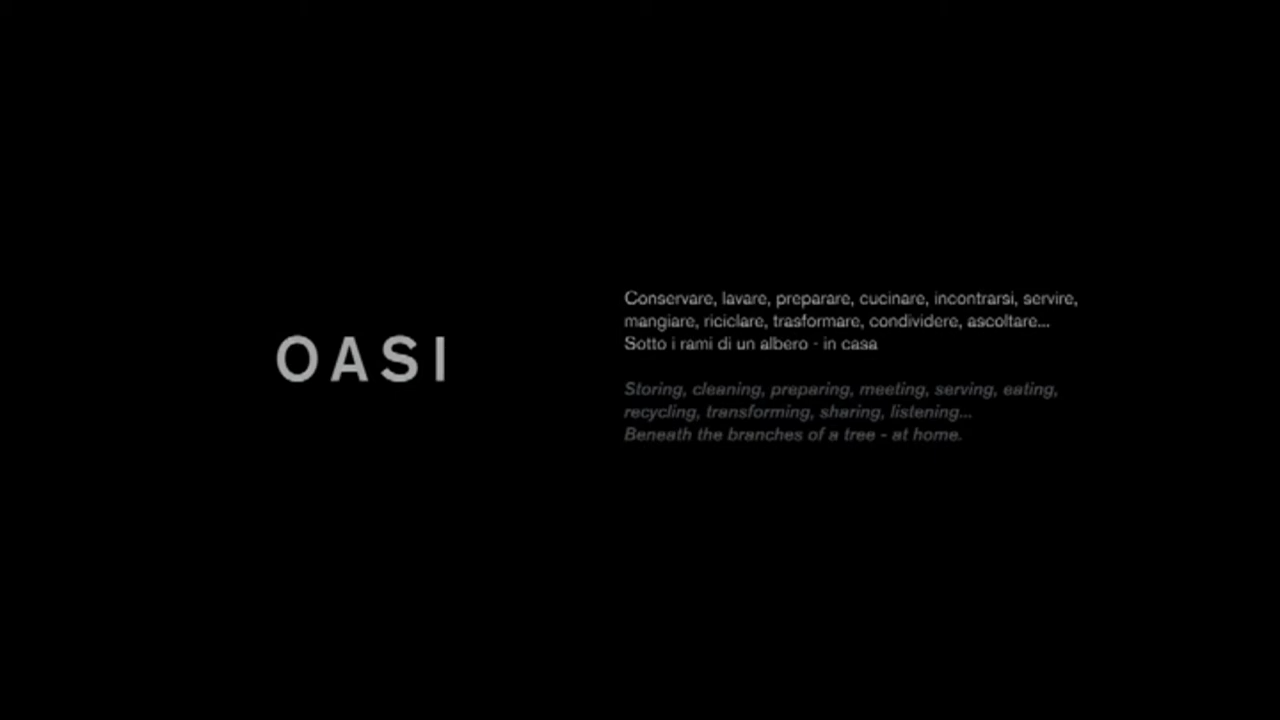 OASI
Conservare, lavare, preparare, cucinare, incontrarsi, servire,
mangiare, riciclare, trasformare, condividere, ascoltare...
Sotto i rami di un albero - in casa
Storing, cleaning, preparing, meeting, serving, eating,
recycling, transforming, sharing, listening...
Beneath the branches of a tree - at home.